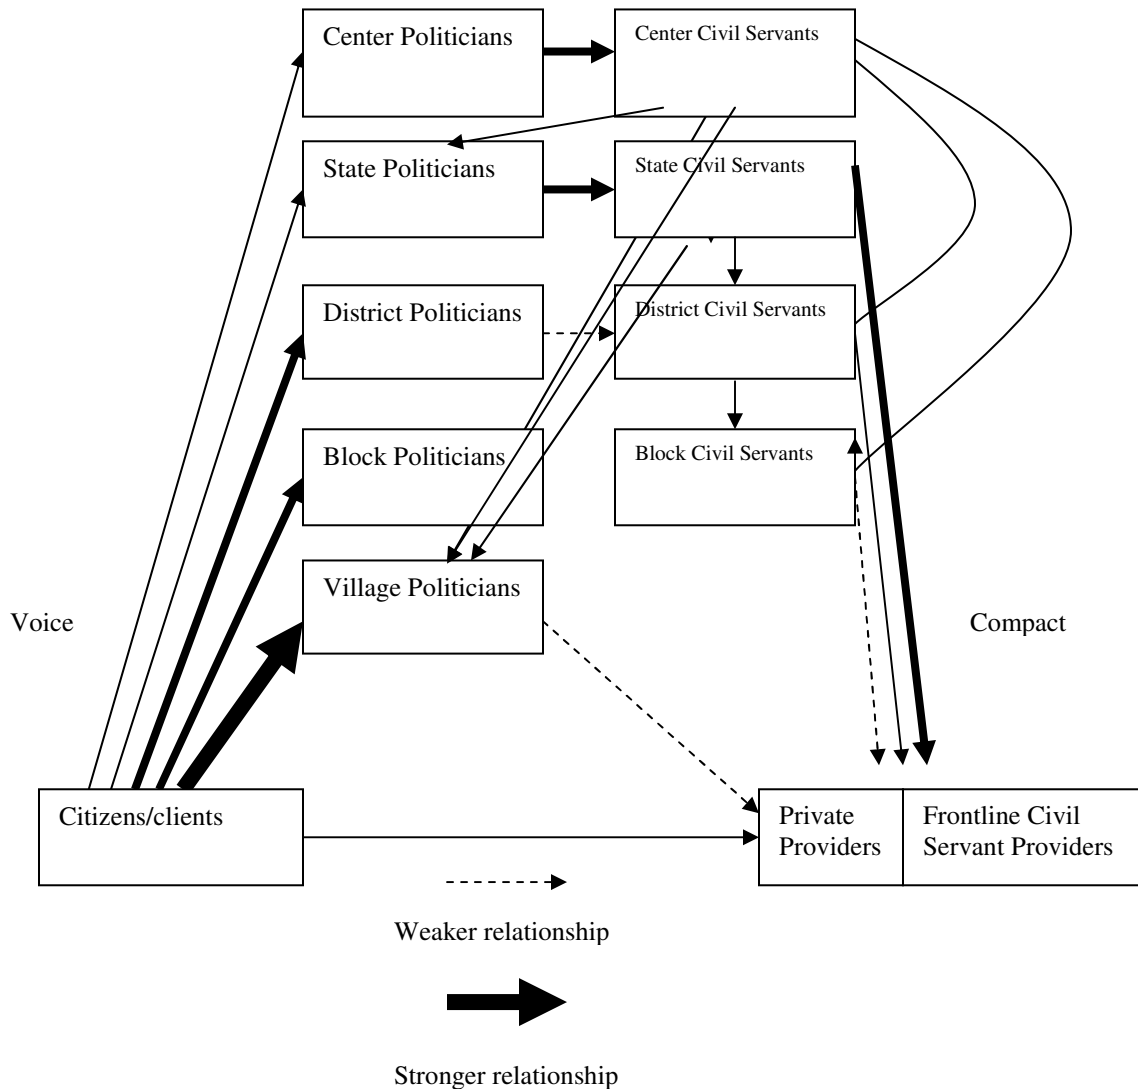 Center Politicians
Center Civil Servants
State Politicians
State Civil Servants
District Politicians
District Civil Servants
Block Politicians
Block Civil Servants
Village Politicians
Voice
Compact
Citizens/clients
Private
Providers
Frontline Civil
Servant Providers
Weaker relationship
Stronger relationship